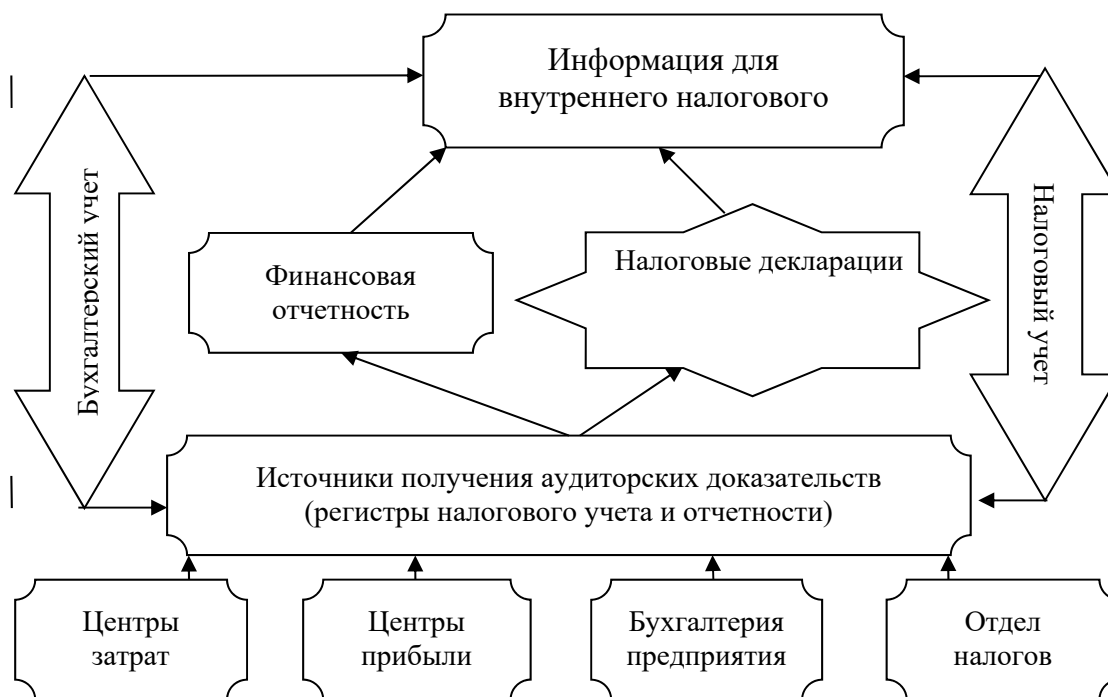 Информация для
внутреннего налогового
Бухгалтерский учет
Налоговый учет
Финансовая
отчетность
Налоговые декларации
Источники получения аудиторских доказательств
(регистры налогового учета и отчетности)
Центры
затрат
Центры
прибыли
Бухгалтерия
предприятия
Отдел
налогов